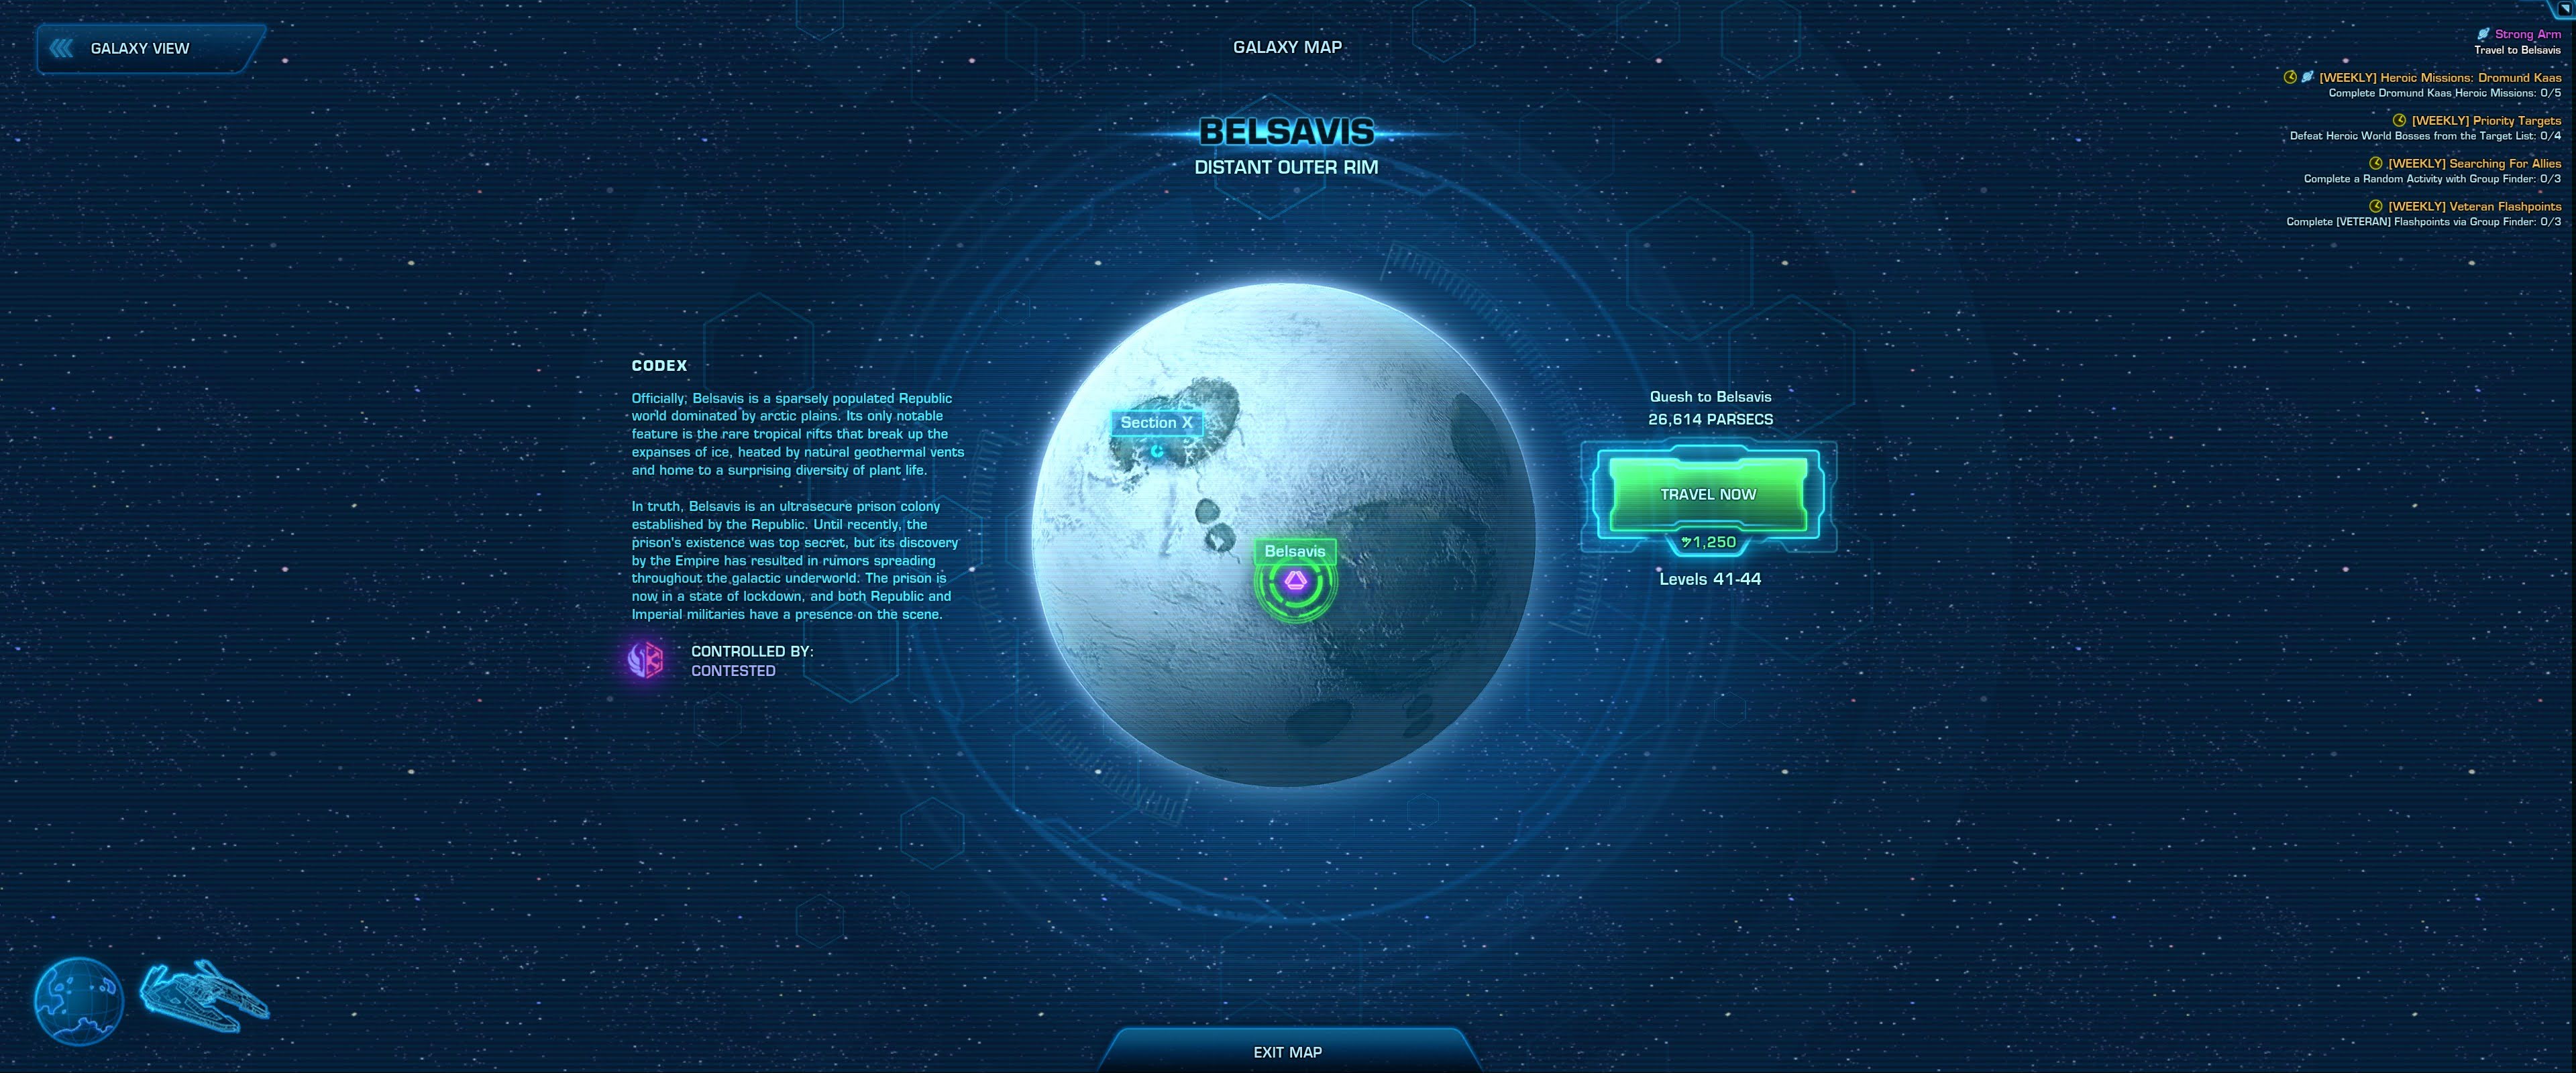 GALAXY VIEW
GALAXY MAP
BELSAVIS
DISTANT OUTER RIM
Strong Arm
Travel to Belsavis
[WEEKLY] Heroic Missions: Dromund Kaas
Complete Dromund Kaas Heroic Missions: 0/5
[WEEKLY] Priority Targets
Defeat Heroic World Bosses from the Target List: 0/4
[WEEKLY] Searching For Allies
Complete a Random Activity with Group Finder: 0/3
[WEEKLY] Veteran Flashpoints
Complete [VETERAN] Flashpoints via Group Finder: 0/3
CODEX
Officially, Belsavis is a sparsely populated Republic
world dominated by arctic plains. Its only notable
feature is the rare tropical rifts that break up the
expanses of ice, heated by natural geothermal vents
and home to a surprising diversity of plant life.
In truth, Belsavis is an ultrasecure prison colony
established by the Republic. Until recently, the
prison's existence was top secret, but its discovery
by the Empire has resulted in rumors spreading
throughout the galactic underworld. The prison is
now in a state of lockdown, and both Republic and
Imperial militaries have a presence on the scene.
CONTROLLED BY:
CONTESTED
Section X
Belsavis
Quesh to Belsavis
26,614 PARSECS
TRAVEL NOW
1,250
Levels 41-44
EXIT MAP